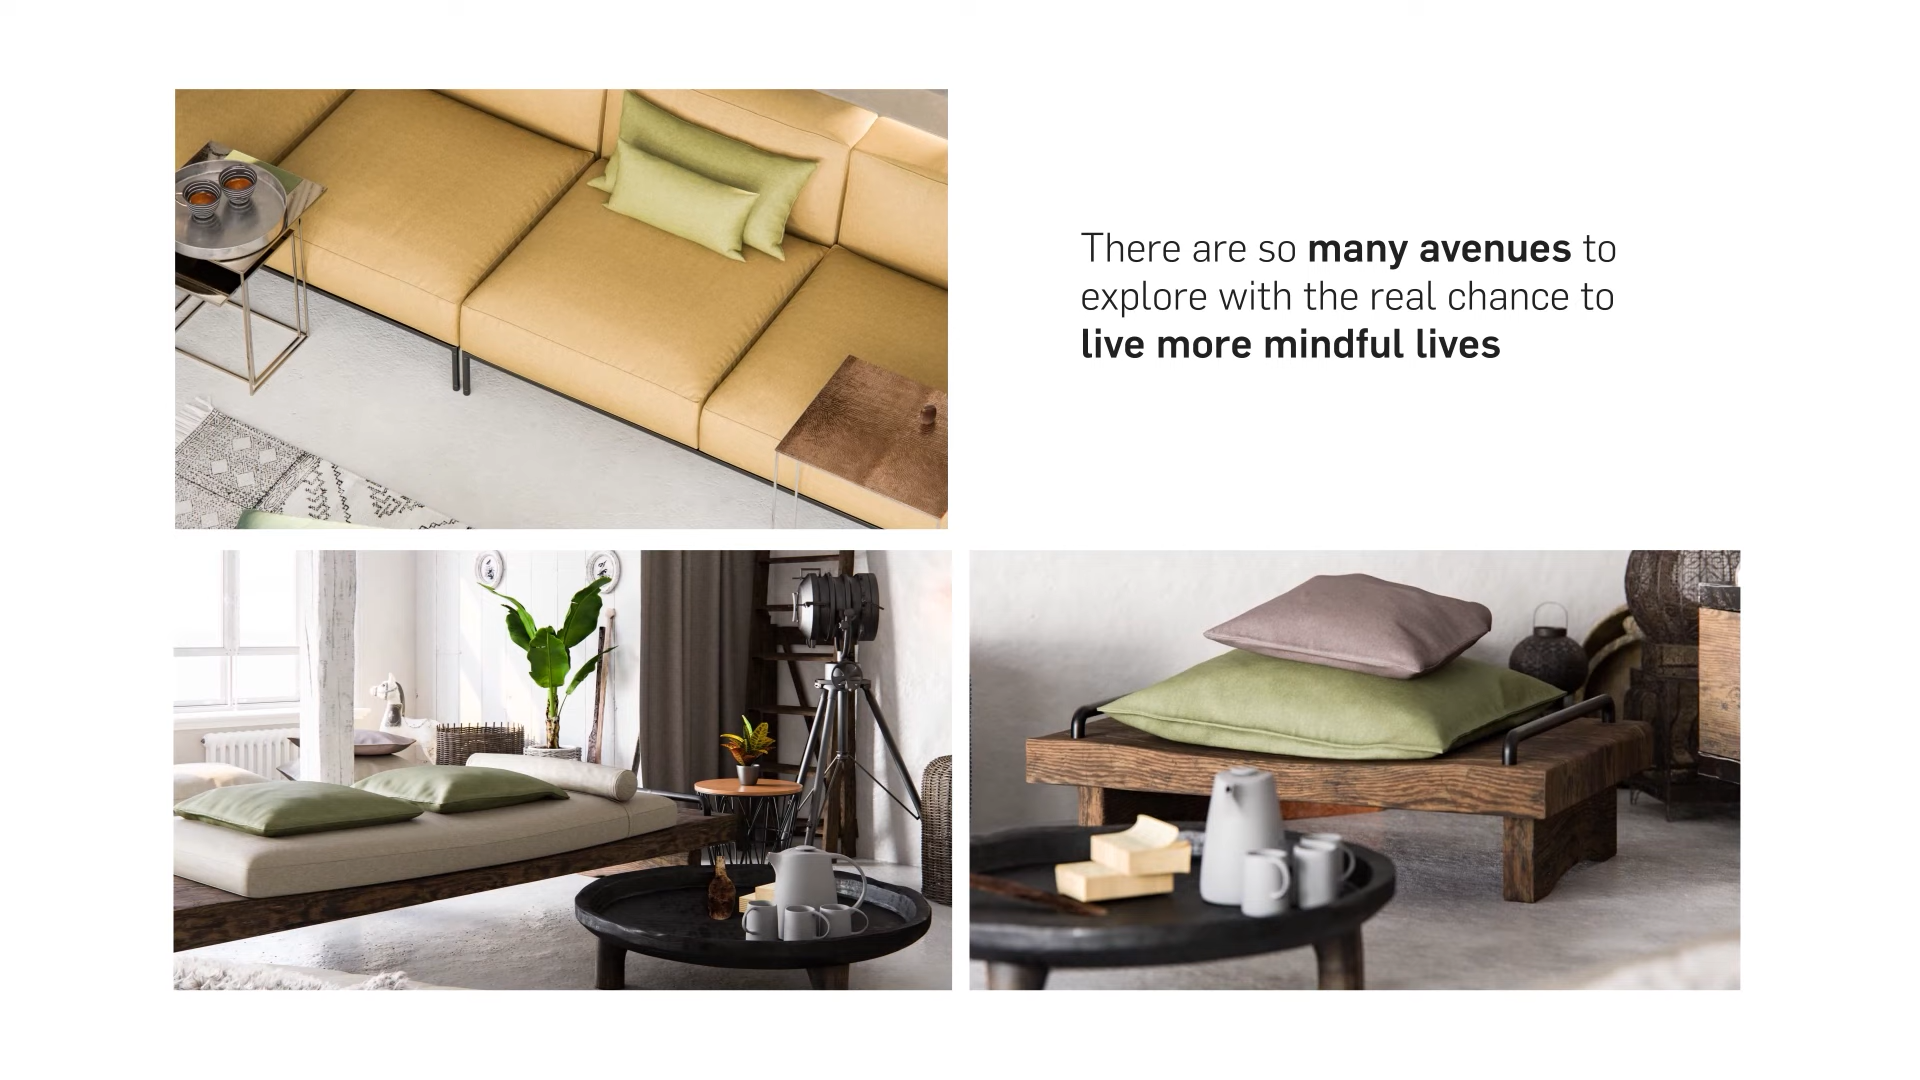 There are so many avenues to
explore with the real chance to
live more mindful lives